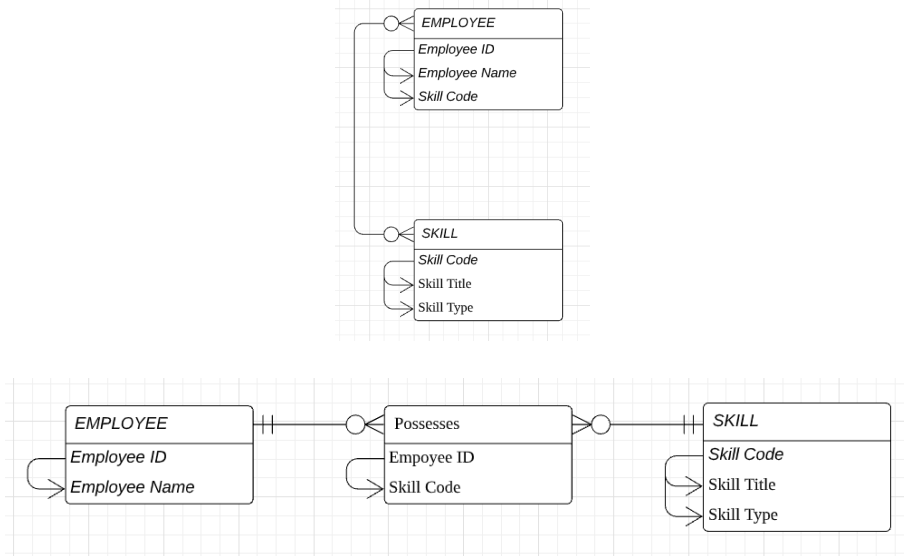 EMPLOYEE
Employee ID
Employee Name
Skill Code
SKILL
Skill Code
Skill Title
Skill Type
EMPLOYEE
Employee ID
Employee Name
Possesses
Empoyee ID
Skill Code
SKILL
Skill Code
Skill Title
Skill Type